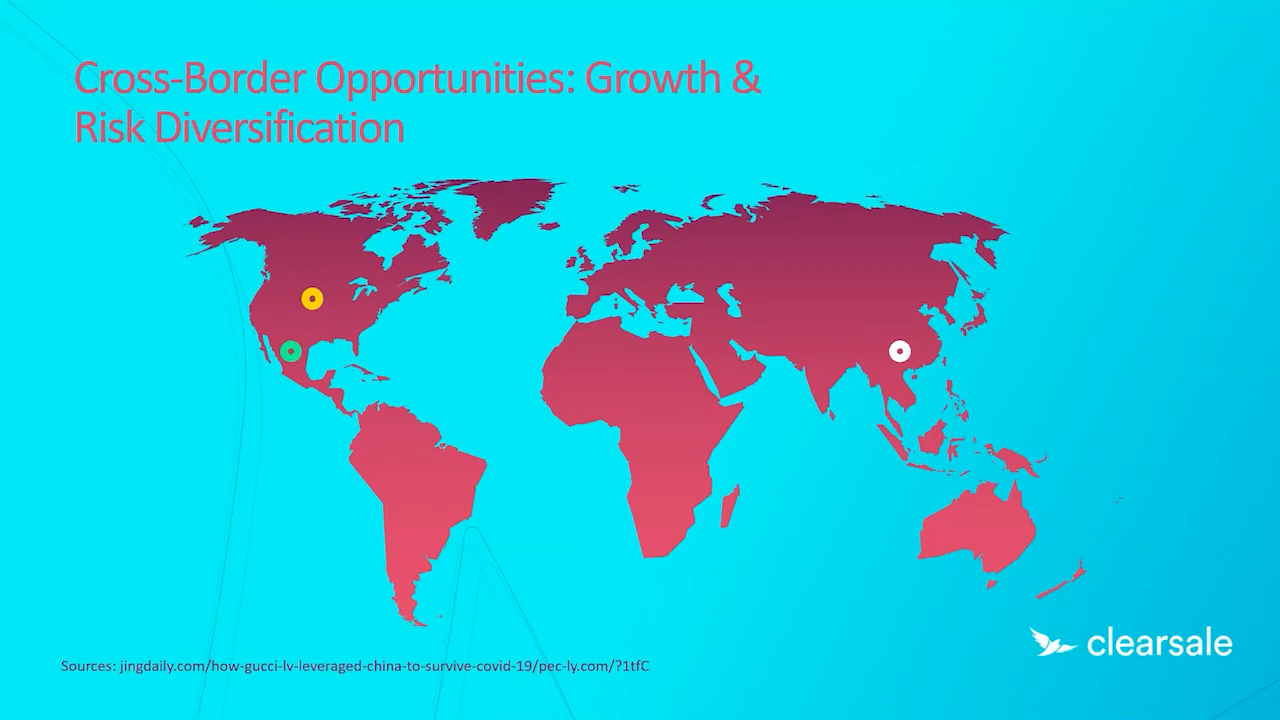 Cross-Border Opportunities: Growth &
Risk Diversification
Sources: jingdaily.com/how-gucci-lv-leveraged-china-to-survive-covid-19/pec-ly.com/?1tfC
clearsale